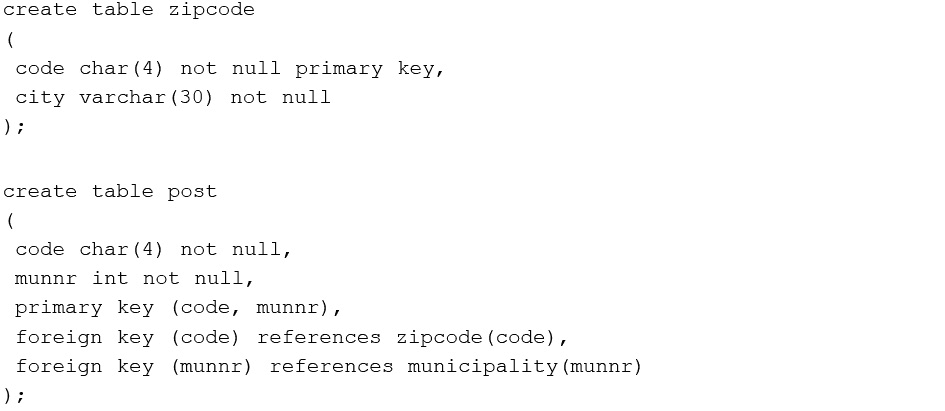 create table zipcode
(
 code char(4) not null primary key,
 city varchar(30) not null
);

create table post
(
 code char(4) not null,
 munnr int not null,
 primary key (code, munnr),
 foreign key (code) references zipcode(code),
 foreign key (munnr) references municipality(munnr)
);